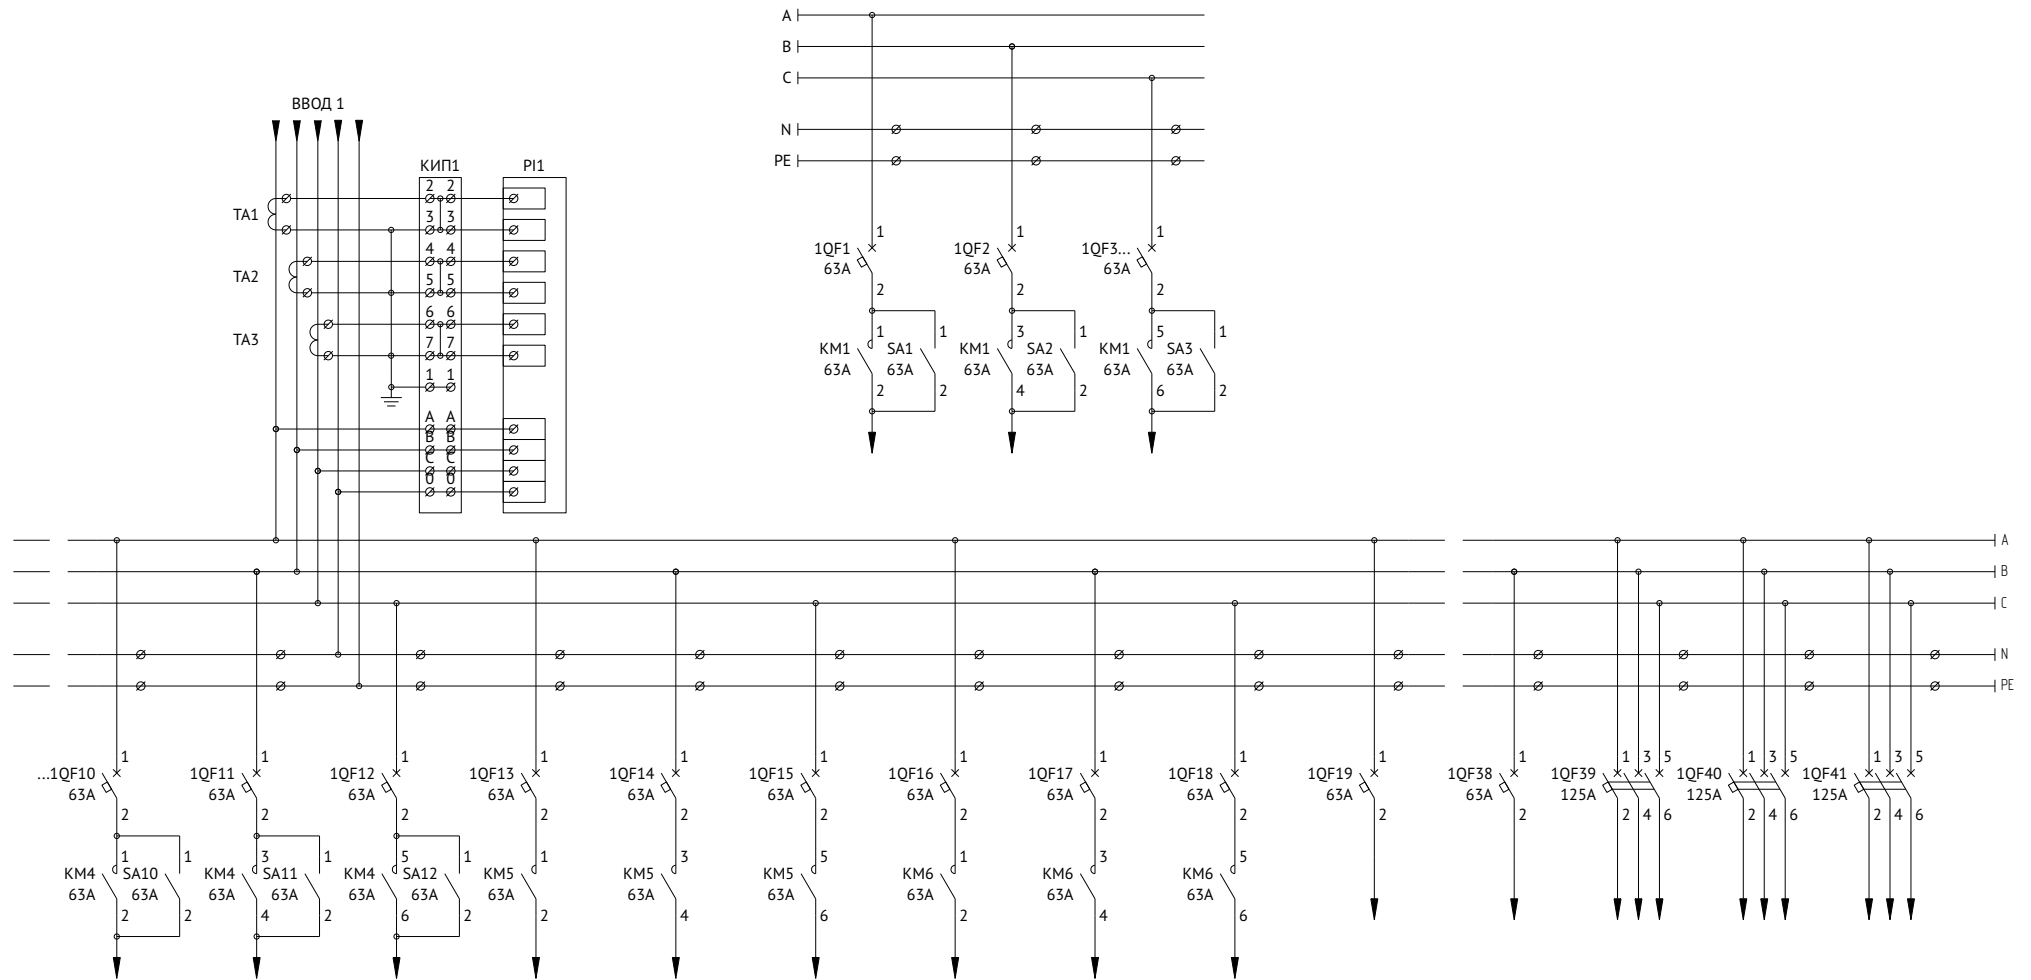 A
B
C
N
PE
ВВОД 1
КИП1 PI1
TA1
2 2
3 3
TA2
4 4
5 5
TA3
6 6
7 7
1 1
A A
B B
C C
0 0
1 1 1
1QF1 1QF2 1QF3...
63A 63A 63A
2 2 2
1 1 3 1 5 1
KM1 SA1 KM1 SA2 KM1 SA3
63A 63A 63A 63A 63A 63A
2 2 4 2 6 2
A
B
C
N
PE
1 1 1 1 1 1 1 1 1 1 1 1 3 5 1 3 5 1 3 5
...1QF10 1QF11 1QF12 1QF13 1QF14 1QF15 1QF16 1QF17 1QF18 1QF19 1QF38 1QF39 1QF40 1QF41
63A 63A 63A 63A 63A 63A 63A 63A 63A 63A 63A 125A 125A 125A
2 2 2 2 2 2 2 2 2 2 2 2 4 6 2 4 6 2 4 6
1 1 3 1 5 1 1 3 5 1 3 5
KM4 SA10 KM4 SA11 KM4 SA12 KM5 KM5 KM5 KM6 KM6 KM6
63A 63A 63A 63A 63A 63A 63A 63A 63A 63A 63A 63A
2 2 4 2 6 2 2 4 6 2 4 6